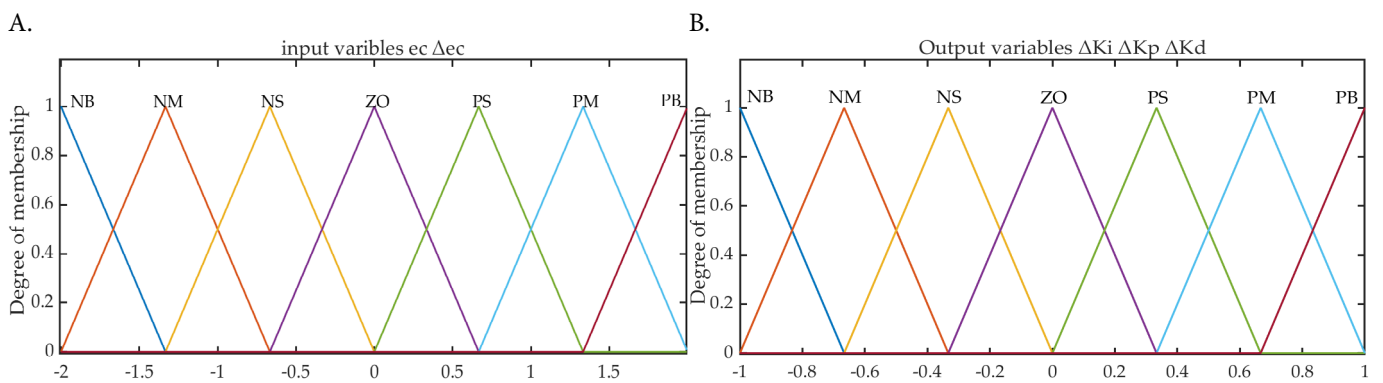 A.
input varibles ec Δec
Degree of membership
1
0.8
0.6
0.4
0.2
0
NB NM NS ZO PS PM PB
-2 -1.5 -1 -0.5 0 0.5 1 1.5
B.
Output variables ΔKi ΔKp ΔKd
Degree of membership
1
0.8
0.6
0.4
0.2
0
NB NM NS ZO PS PM PB
-1 -0.8 -0.6 -0.4 -0.2 0 0.2 0.4 0.6 0.8 1